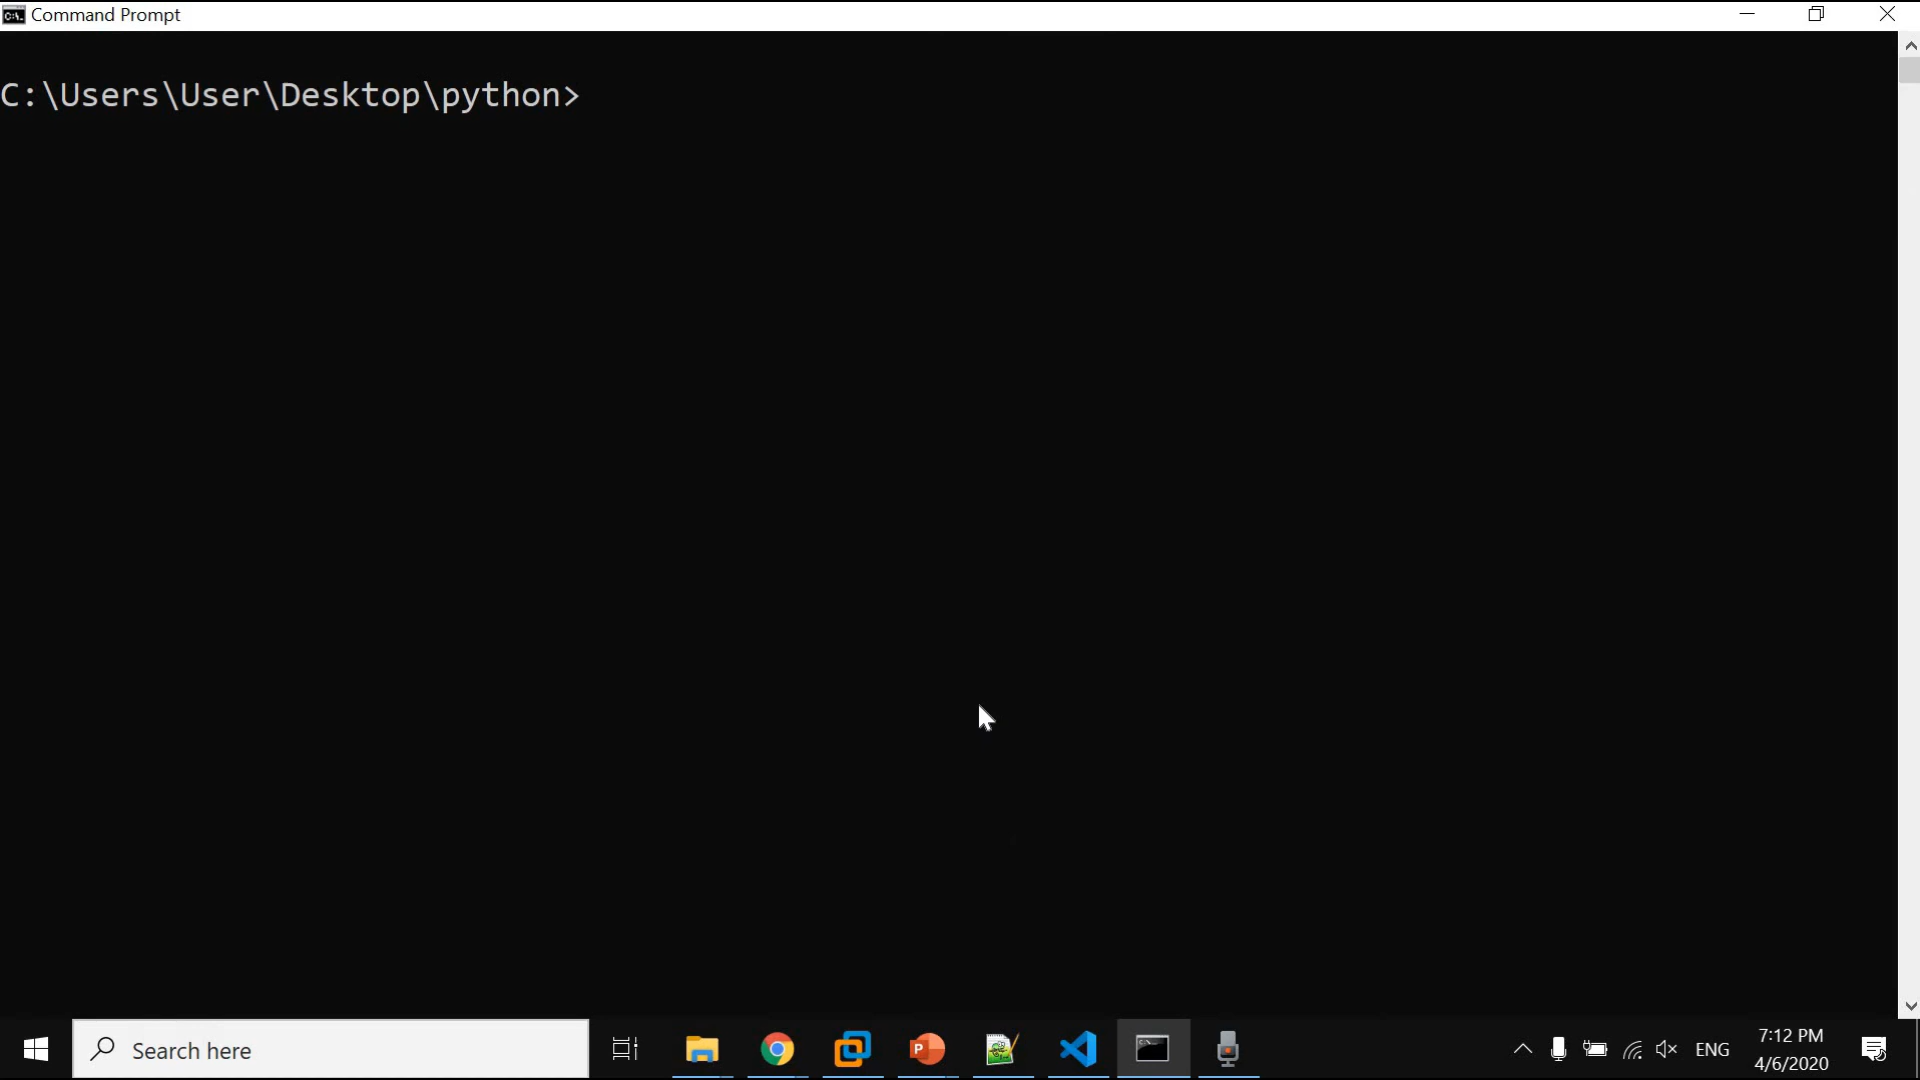 Command Prompt
C:\Users\User\Desktop\python>
Search here
ENG
7:12 PM
4/6/2020